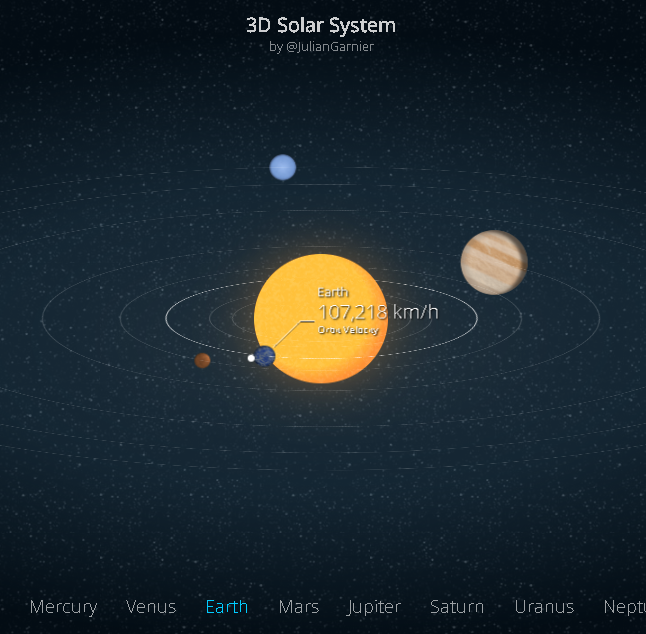 3D Solar System
by @JulianGarnier
Earth
107,218 km/h
Orbit Velocity
Mercury Venus Earth Mars Jupiter Saturn Uranus Neptu